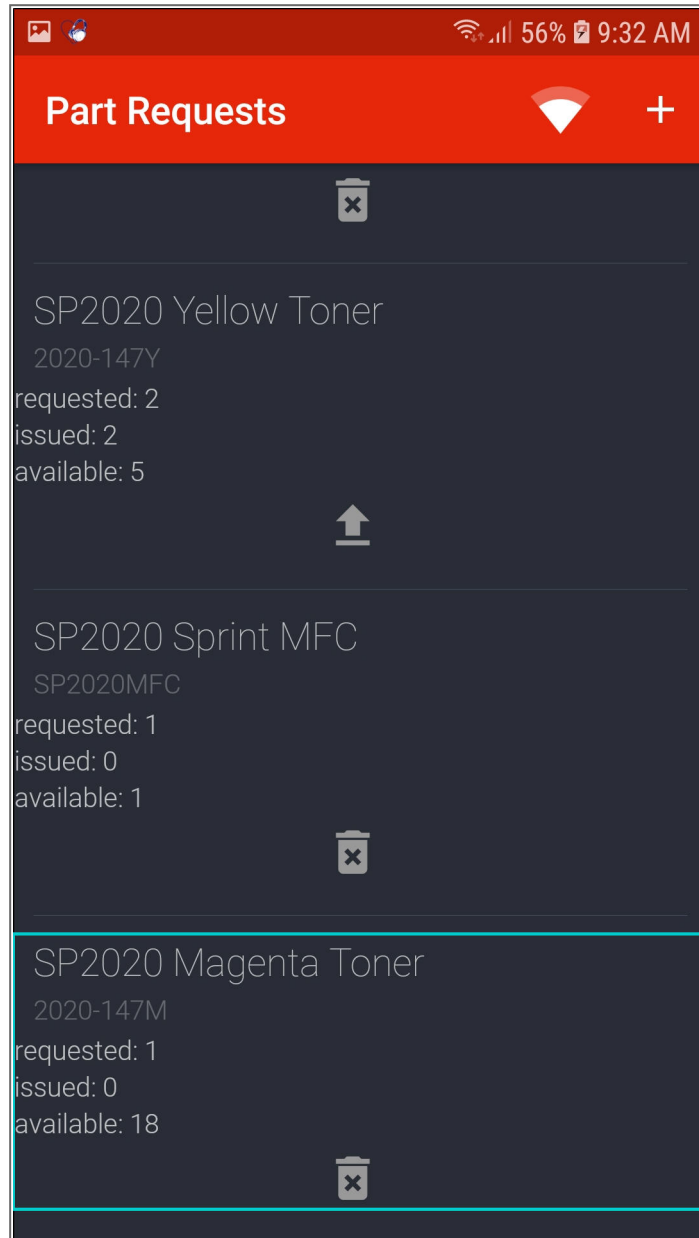 56% 9:32 AM
Part Requests +
SP2020 Yellow Toner
2020-147Y
requested: 2
issued: 2
available: 5
SP2020 Sprint MFC
SP2020MFC
requested: 1
issued: 0
available: 1
SP2020 Magenta Toner
2020-147M
requested: 1
issued: 0
available: 18